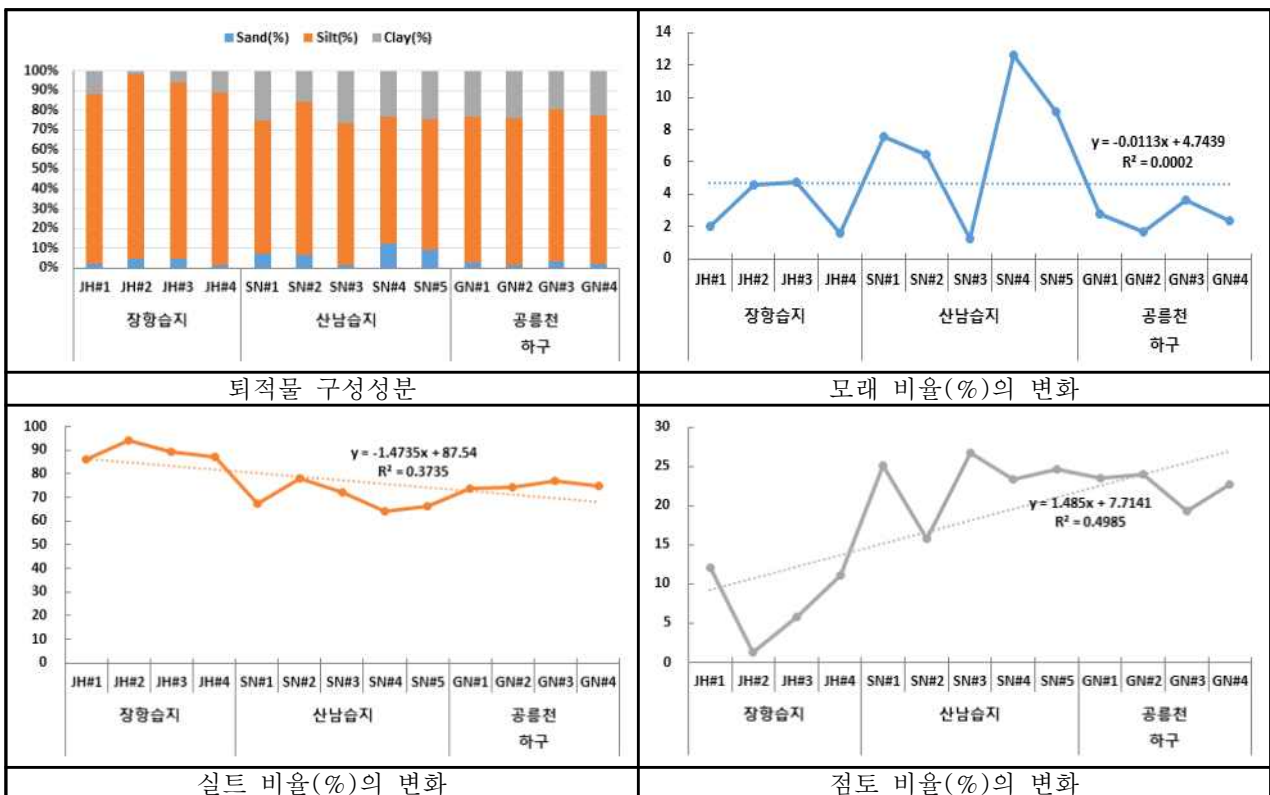 Sand(%) Silt(%) Clay(%)
100%
90%
80%
70%
60%
50%
40%
30%
20%
10%
0%
JH#1 JH#2 JH#3 JH#4 SN#1 SN#2 SN#3 SN#4 SN#5 GN#1 GN#2 GN#3 GN#4
장항습지 산남습지 공릉천
하구
퇴적물 구성성분
14
12
10
8
6
4
2
0
y = -0.0113x + 4.7439
R² = 0.0002
JH#1 JH#2 JH#3 JH#4 SN#1 SN#2 SN#3 SN#4 SN#5 GN#1 GN#2 GN#3 GN#4
장항습지 산남습지 공릉천
하구
모래 비율(%)의 변화
100
90
80
70
60
50
40
30
20
10
0
y = -1.4735x + 87.54
R² = 0.3735
JH#1 JH#2 JH#3 JH#4 SN#1 SN#2 SN#3 SN#4 SN#5 GN#1 GN#2 GN#3 GN#4
장항습지 산남습지 공릉천
하구
실트 비율(%)의 변화
30
25
20
15
10
5
0
y = 1.485x + 7.7141
R² = 0.4985
JH#1 JH#2 JH#3 JH#4 SN#1 SN#2 SN#3 SN#4 SN#5 GN#1 GN#2 GN#3 GN#4
장항습지 산남습지 공릉천
하구
점토 비율(%)의 변화